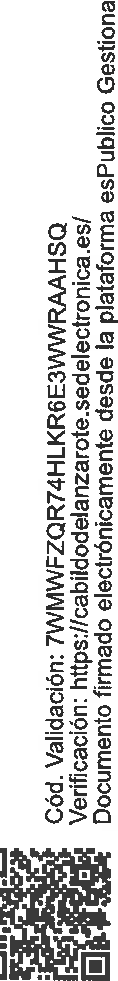 Cód. Validación: 7WMWFZQR74HLKR6E3WWRAAHSQ
Verificación: https://cabildodelanzarote.sedelectronica.es/
Documento firmado electrónicamente desde la plataforma esPublico Gestiona